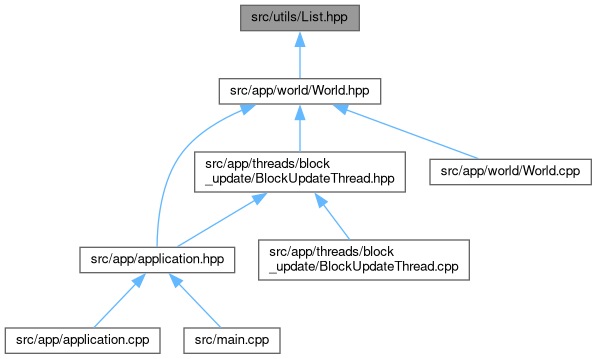 src/utils/List.hpp
src/app/world/World.hpp
src/app/threads/block
_update/BlockUpdateThread.hpp
src/app/world/World.cpp
src/app/application.hpp
src/app/threads/block
_update/BlockUpdateThread.cpp
src/app/application.cpp
src/main.cpp